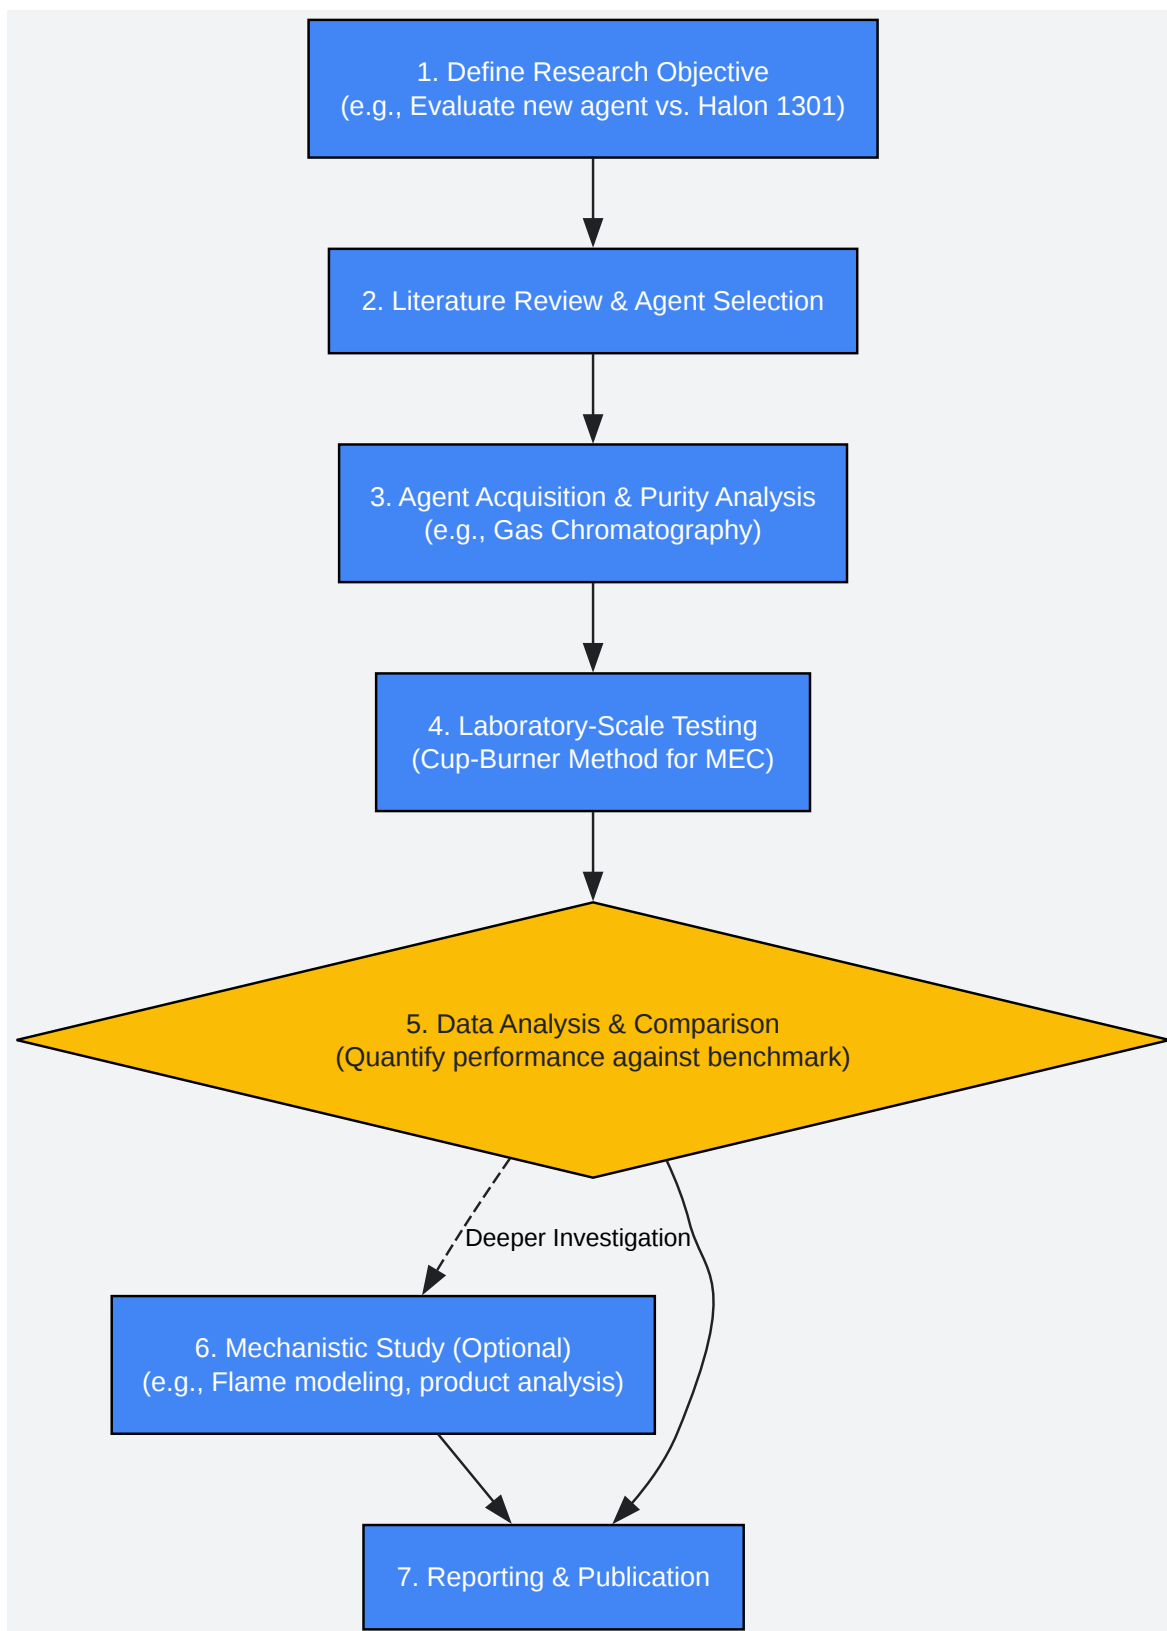 1. Define Research Objective
(e.g., Evaluate new agent vs. Halon 1301)
2. Literature Review & Agent Selection
3. Agent Acquisition & Purity Analysis
(e.g., Gas Chromatography)
4. Laboratory-Scale Testing
(Cup-Burner Method for MEC)
5. Data Analysis & Comparison
(Quantify performance against benchmark)
Deeper Investigation
6. Mechanistic Study (Optional)
(e.g., Flame modeling, product analysis)
7. Reporting & Publication